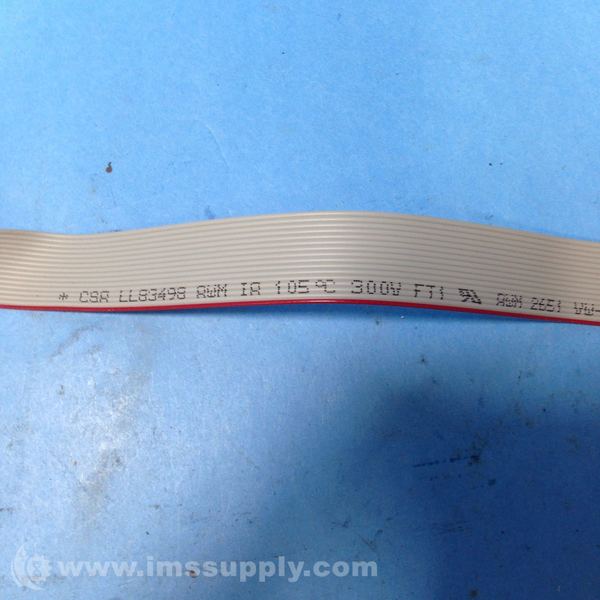 * CSA LL83498 AWM IA 105°C 300V FT1 AWM 2651 VW-
www.imssupply.com